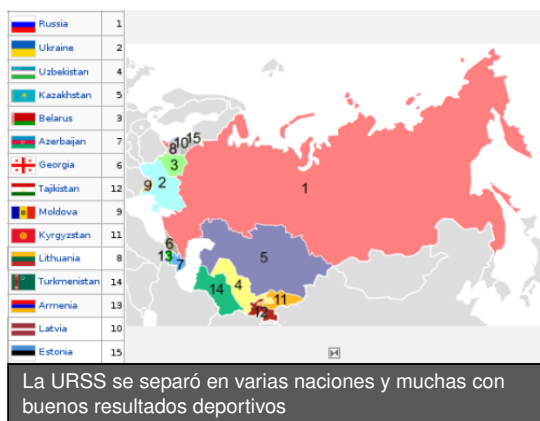 Russia 1
Ukraine 2
Uzbekistan 4
Kazakhstan 5
Belarus 3
Azerbaijan 7
Georgia 6
Tajikistan 12
Moldova 9
Kyrgyzstan 11
Lithuania 8
Turkmenistan 14
Armenia 13
Latvia 10
Estonia 15
15
10
8
3
9
2
1
6
13
7
5
14
4
11
12
La URSS se separó en varias naciones y muchas con
buenos resultados deportivos